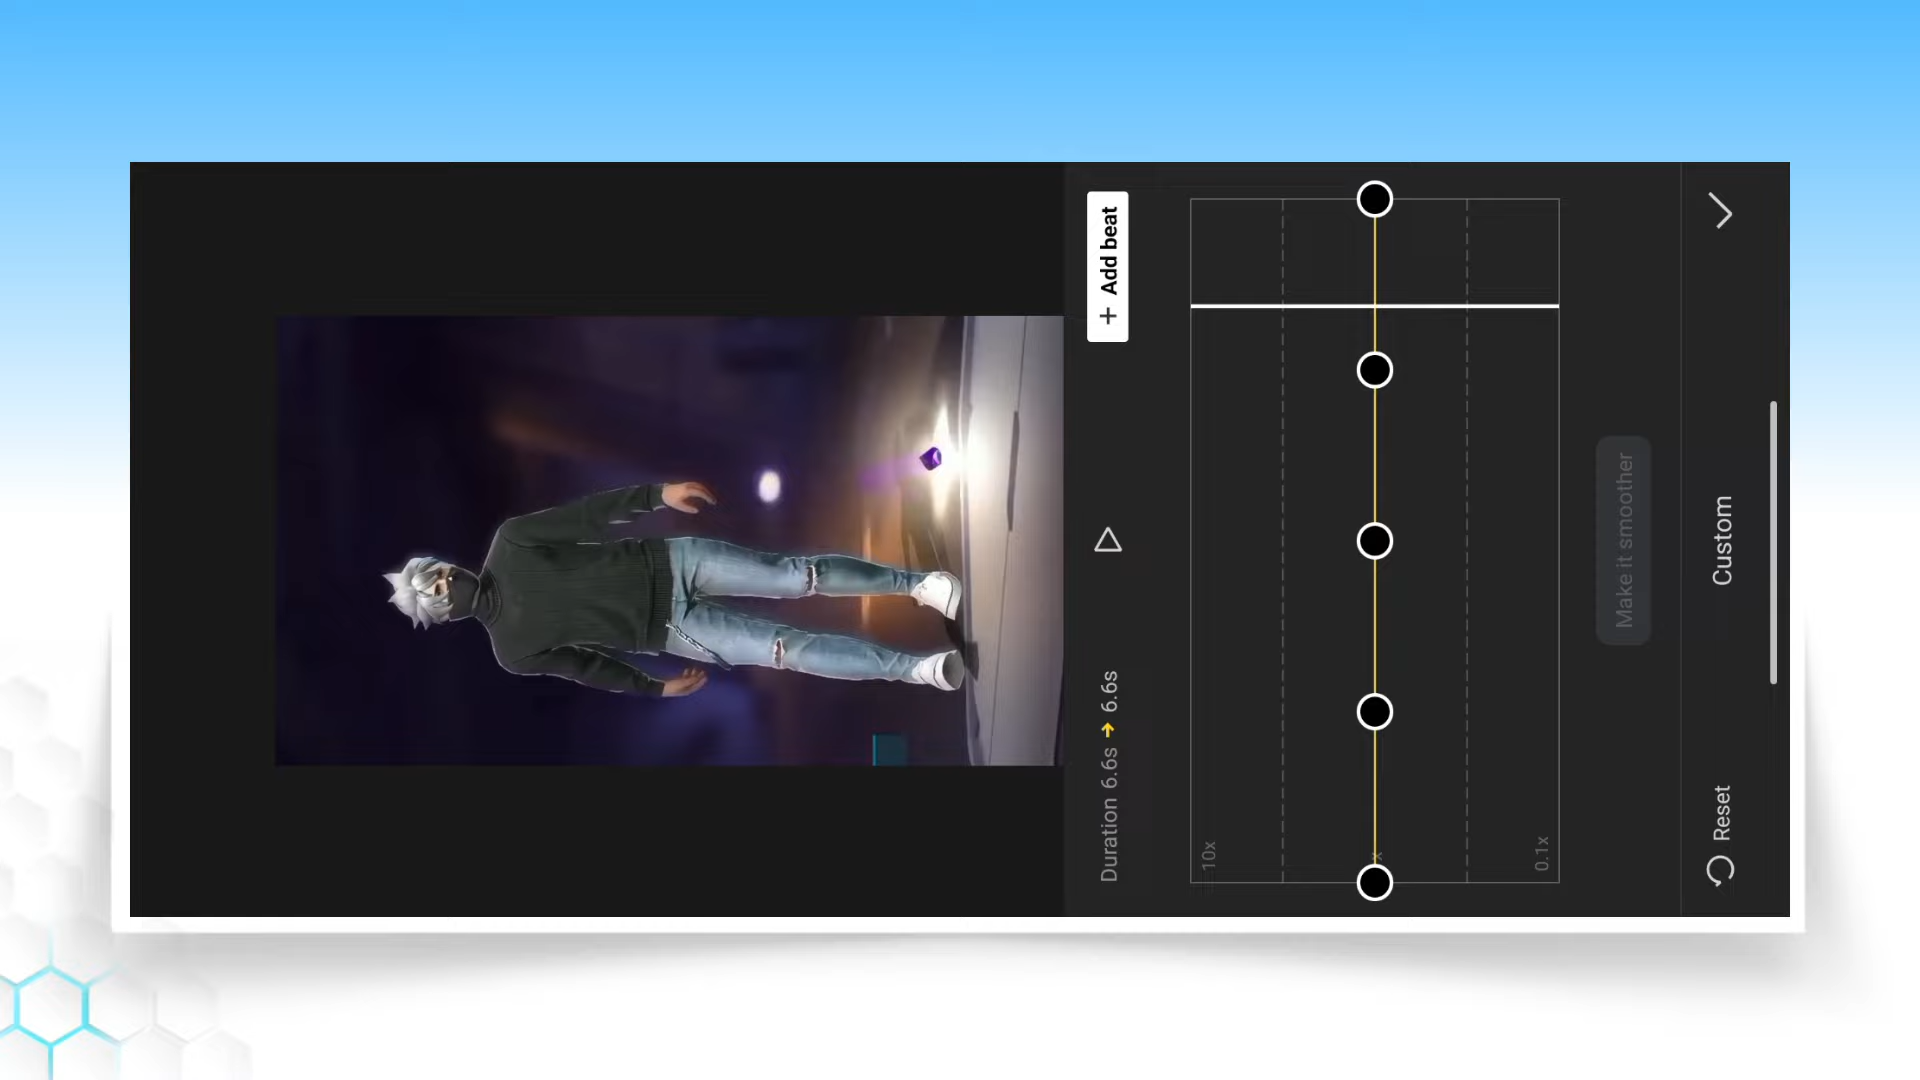 Duration 6.6s → 6.6s
+ Add beat
10x
x
0.1x
Make it smoother
Reset
Custom